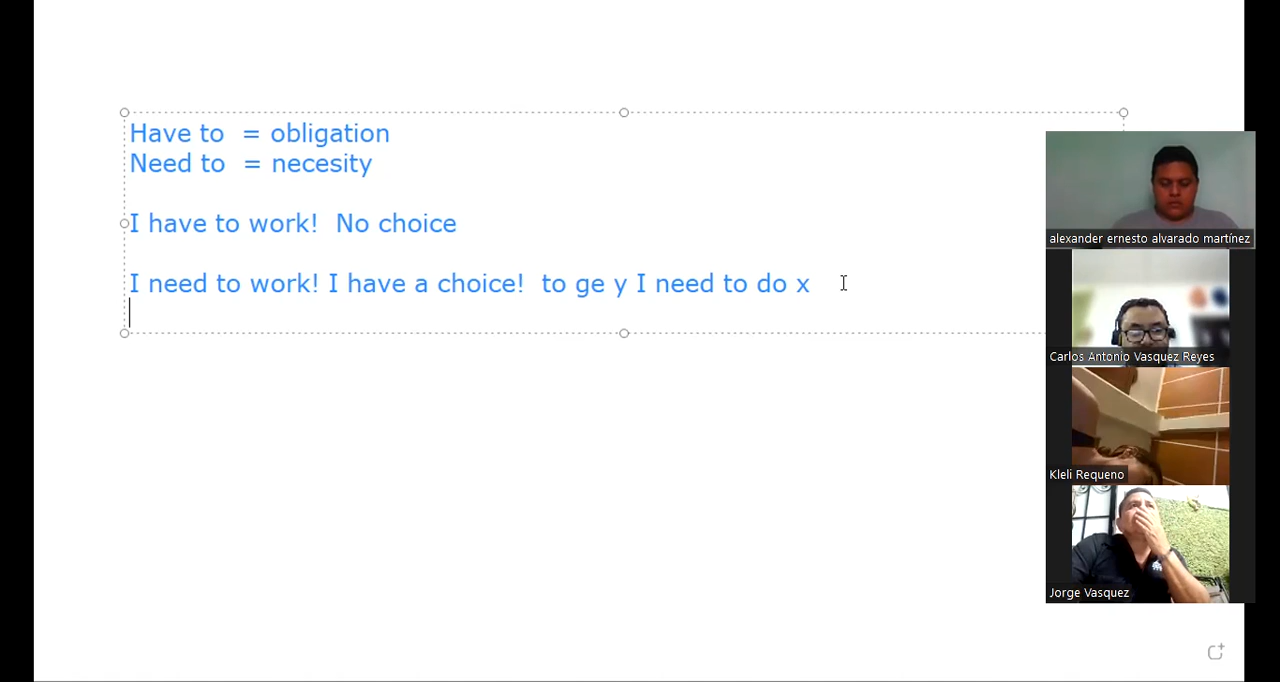 Have to = obligation
Need to = necesity
I have to work! No choice
I need to work! I have a choice! to ge y I need to do x
alexander ernesto alvarado martínez
Carlos Antonio Vasquez Reyes
Kleli Requeno
Jorge Vasquez